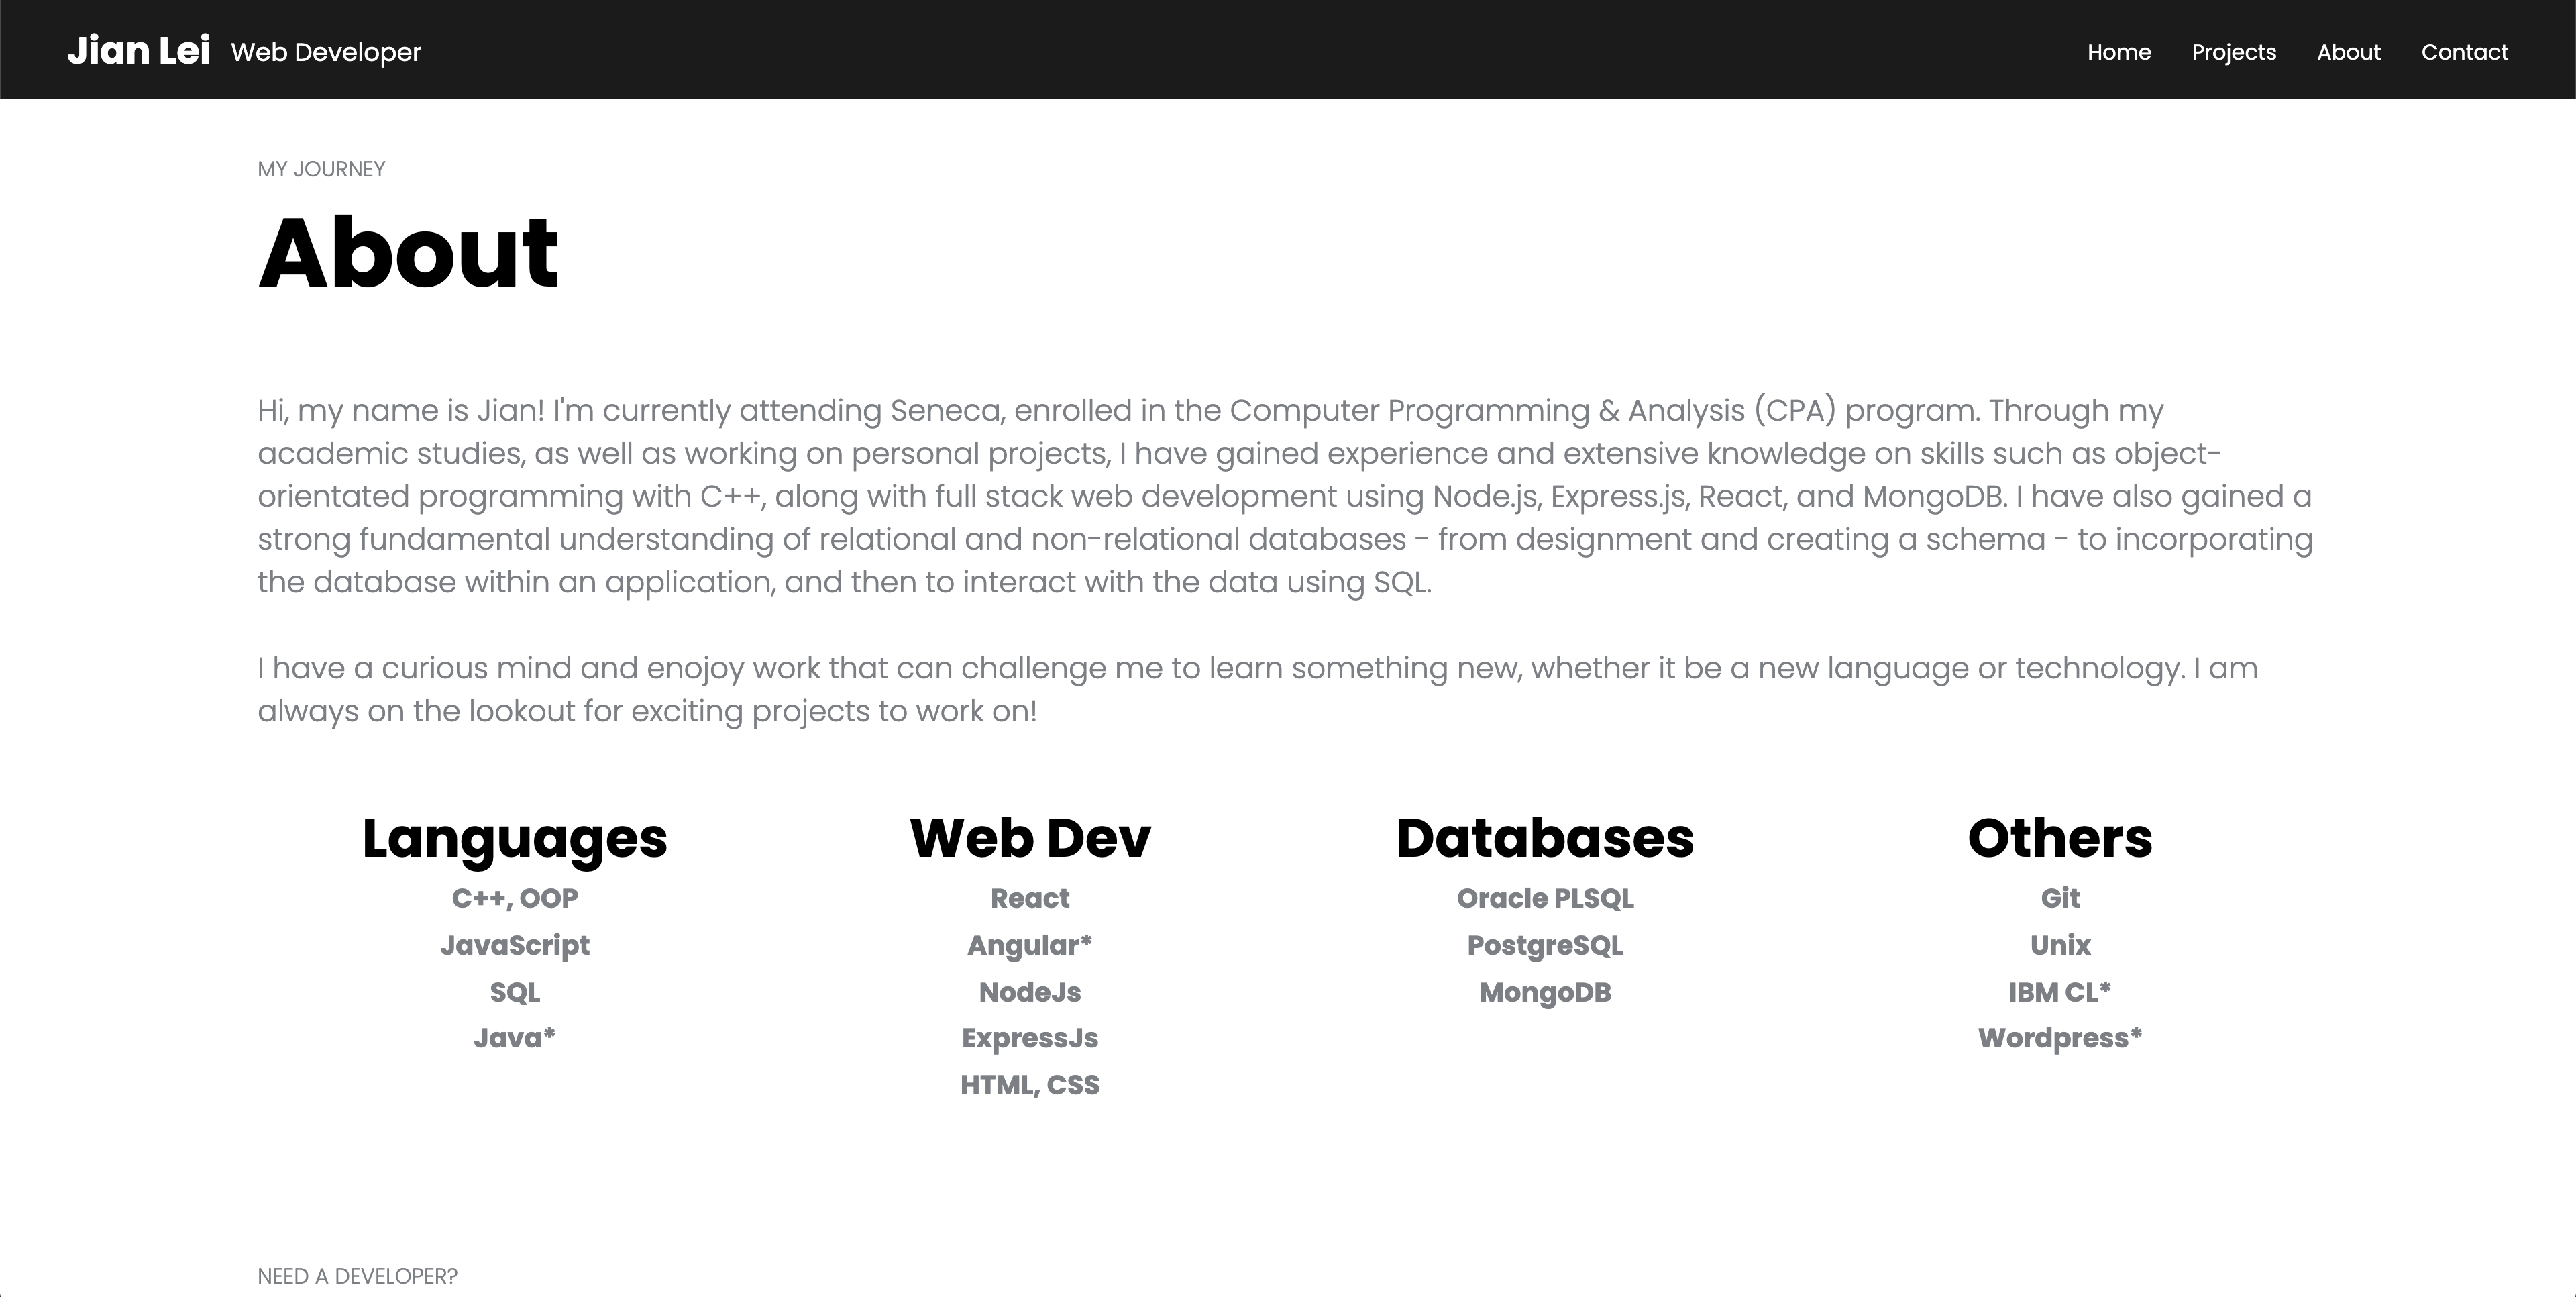 Jian Lei Web Developer Home Projects About Contact
MY JOURNEY
About
Hi, my name is Jian! I'm currently attending Seneca, enrolled in the Computer Programming & Analysis (CPA) program. Through my
academic studies, as well as working on personal projects, I have gained experience and extensive knowledge on skills such as object-
orientated programming with C++, along with full stack web development using Node.js, Express.js, React, and MongoDB. I have also gained a
strong fundamental understanding of relational and non-relational databases - from designment and creating a schema - to incorporating
the database within an application, and then to interact with the data using SQL.
I have a curious mind and enojoy work that can challenge me to learn something new, whether it be a new language or technology. I am
always on the lookout for exciting projects to work on!
Languages
C++, OOP
JavaScript
SQL
Java*
Web Dev
React
Angular*
NodeJs
ExpressJs
HTML, CSS
Databases
Oracle PLSQL
PostgreSQL
MongoDB
Others
Git
Unix
IBM CL*
Wordpress*
NEED A DEVELOPER?